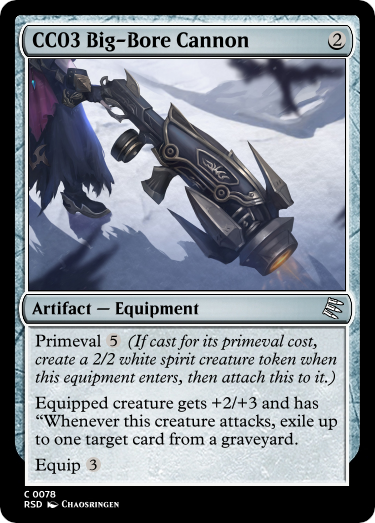 CC03 Big-Bore Cannon 2
Artifact — Equipment
Primeval 5 (If cast for its primeval cost,
create a 2/2 white spirit creature token when
this equipment enters, then attach this to it.)
Equipped creature gets +2/+3 and has
“Whenever this creature attacks, exile up
to one target card from a graveyard.
Equip 3
C 0078
RSD Chaosringen